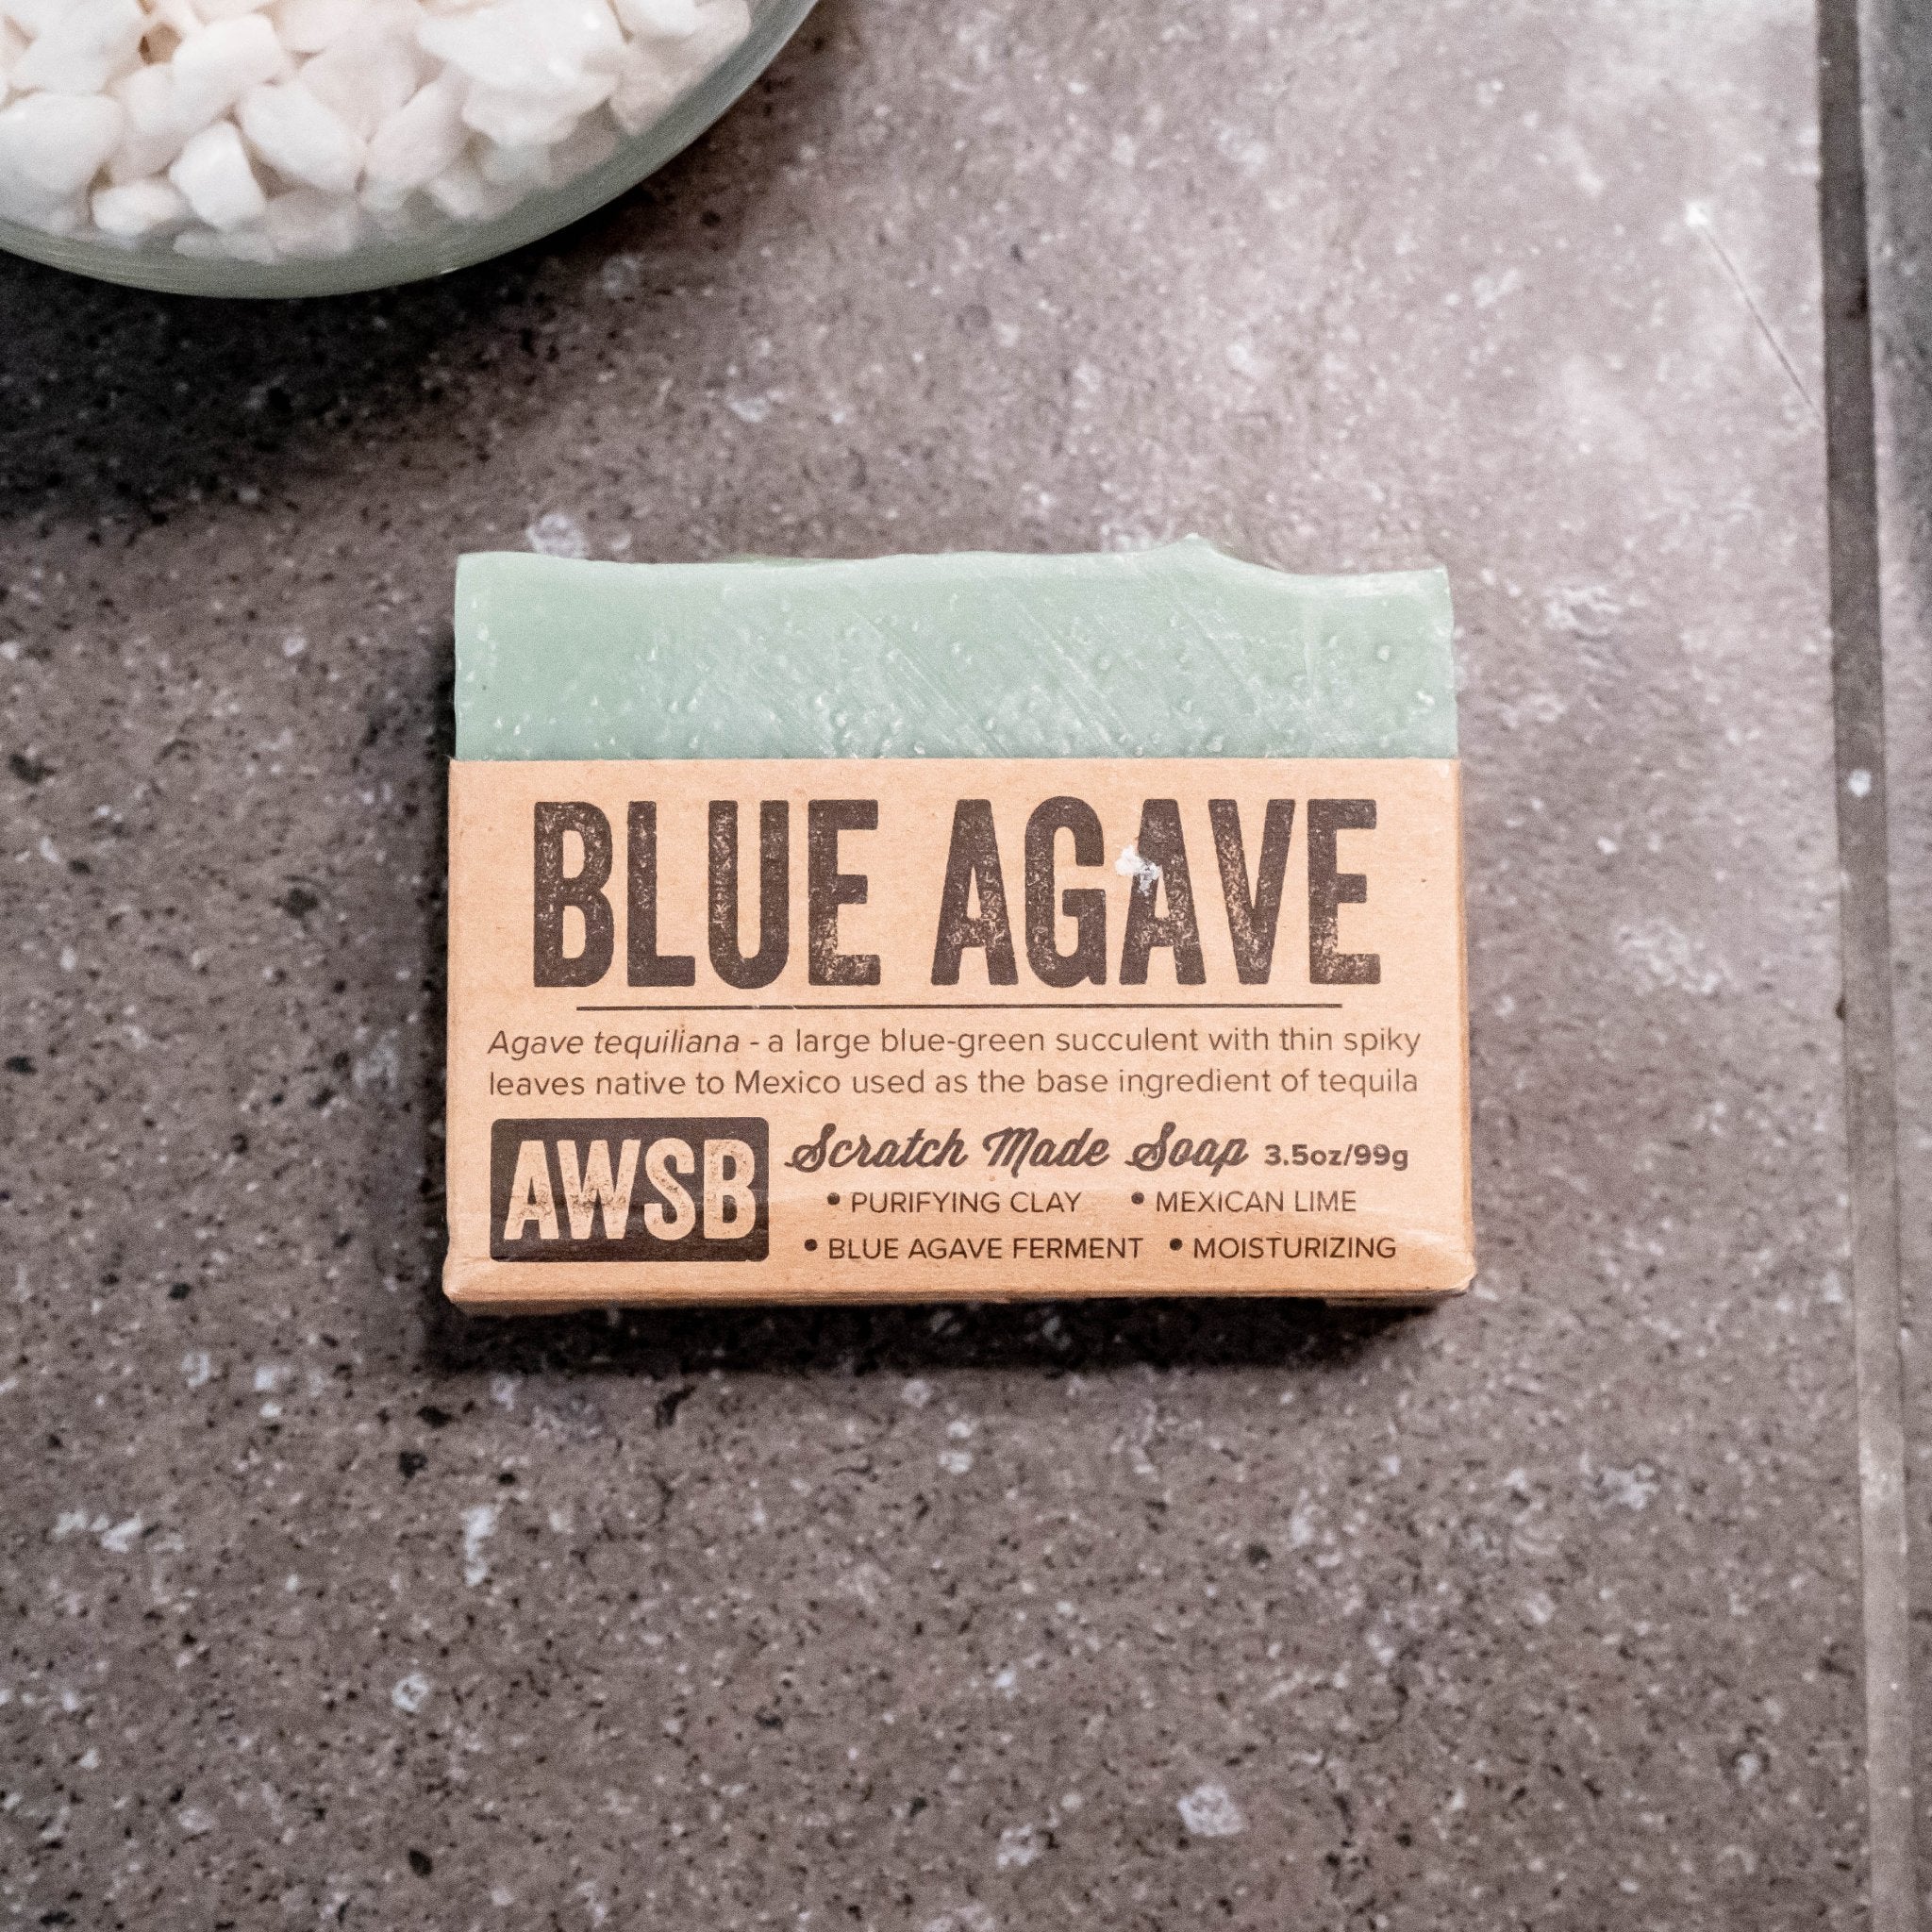 BLUE AGAVE
Agave tequiliana - a large blue-green succulent with thin spiky
leaves native to Mexico used as the base ingredient of tequila
AWSB
Scratch Made Soap 3.5oz/99g
• PURIFYING CLAY • MEXICAN LIME
• BLUE AGAVE FERMENT • MOISTURIZING